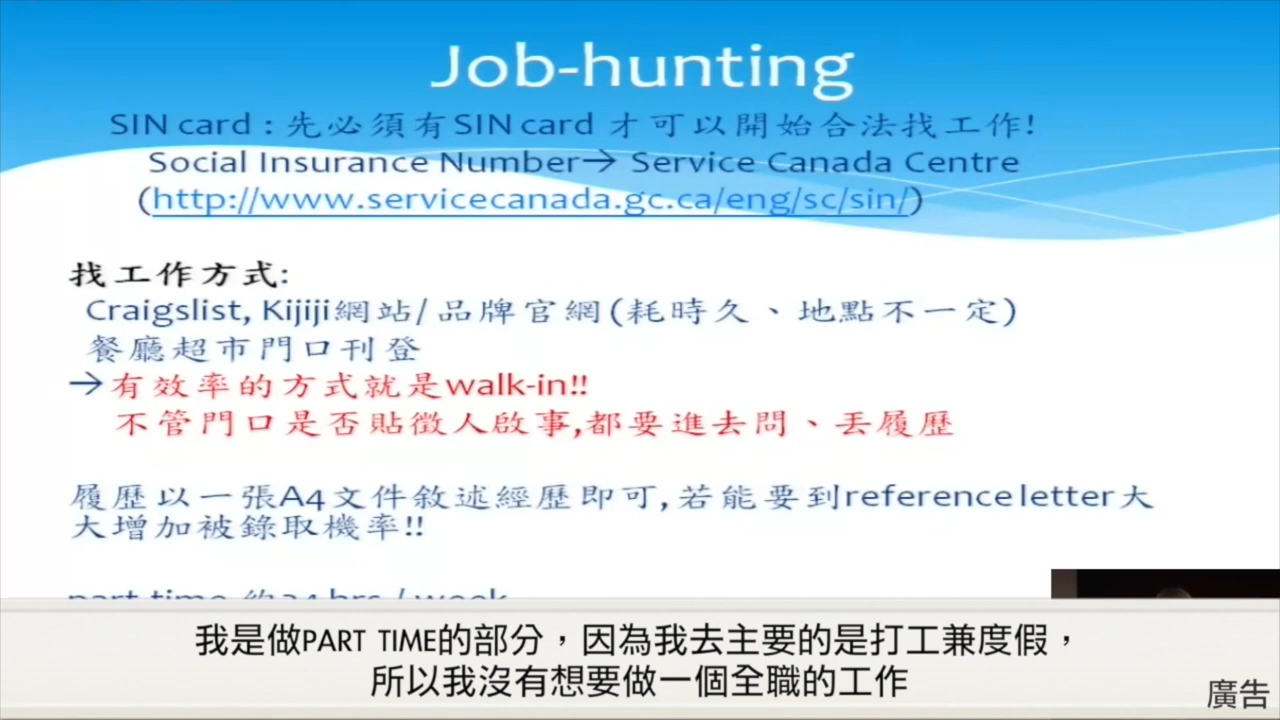 Job-hunting
SIN card : 先必須有SIN card 才可以開始合法找工作!
Social Insurance Number→ Service Canada Centre
(http://www.servicecanada.gc.ca/eng/sc/sin/)
找工作方式:
Craigslist, Kijiji網站/品牌官網(耗時久、地點不一定)
餐廳超市門口刊登
→有效率的方式就是walk-in!!
不管門口是否貼徵人啟事,都要進去問、丟履歷
履歷以一張A4文件敘述經歷即可,若能要到reference letter大
大增加被錄取機率!!
part-time 約24 hrs / week
我是做PART TIME的部分，因為我去主要的是打工兼度假，
所以我沒有想要做一個全職的工作
廣告